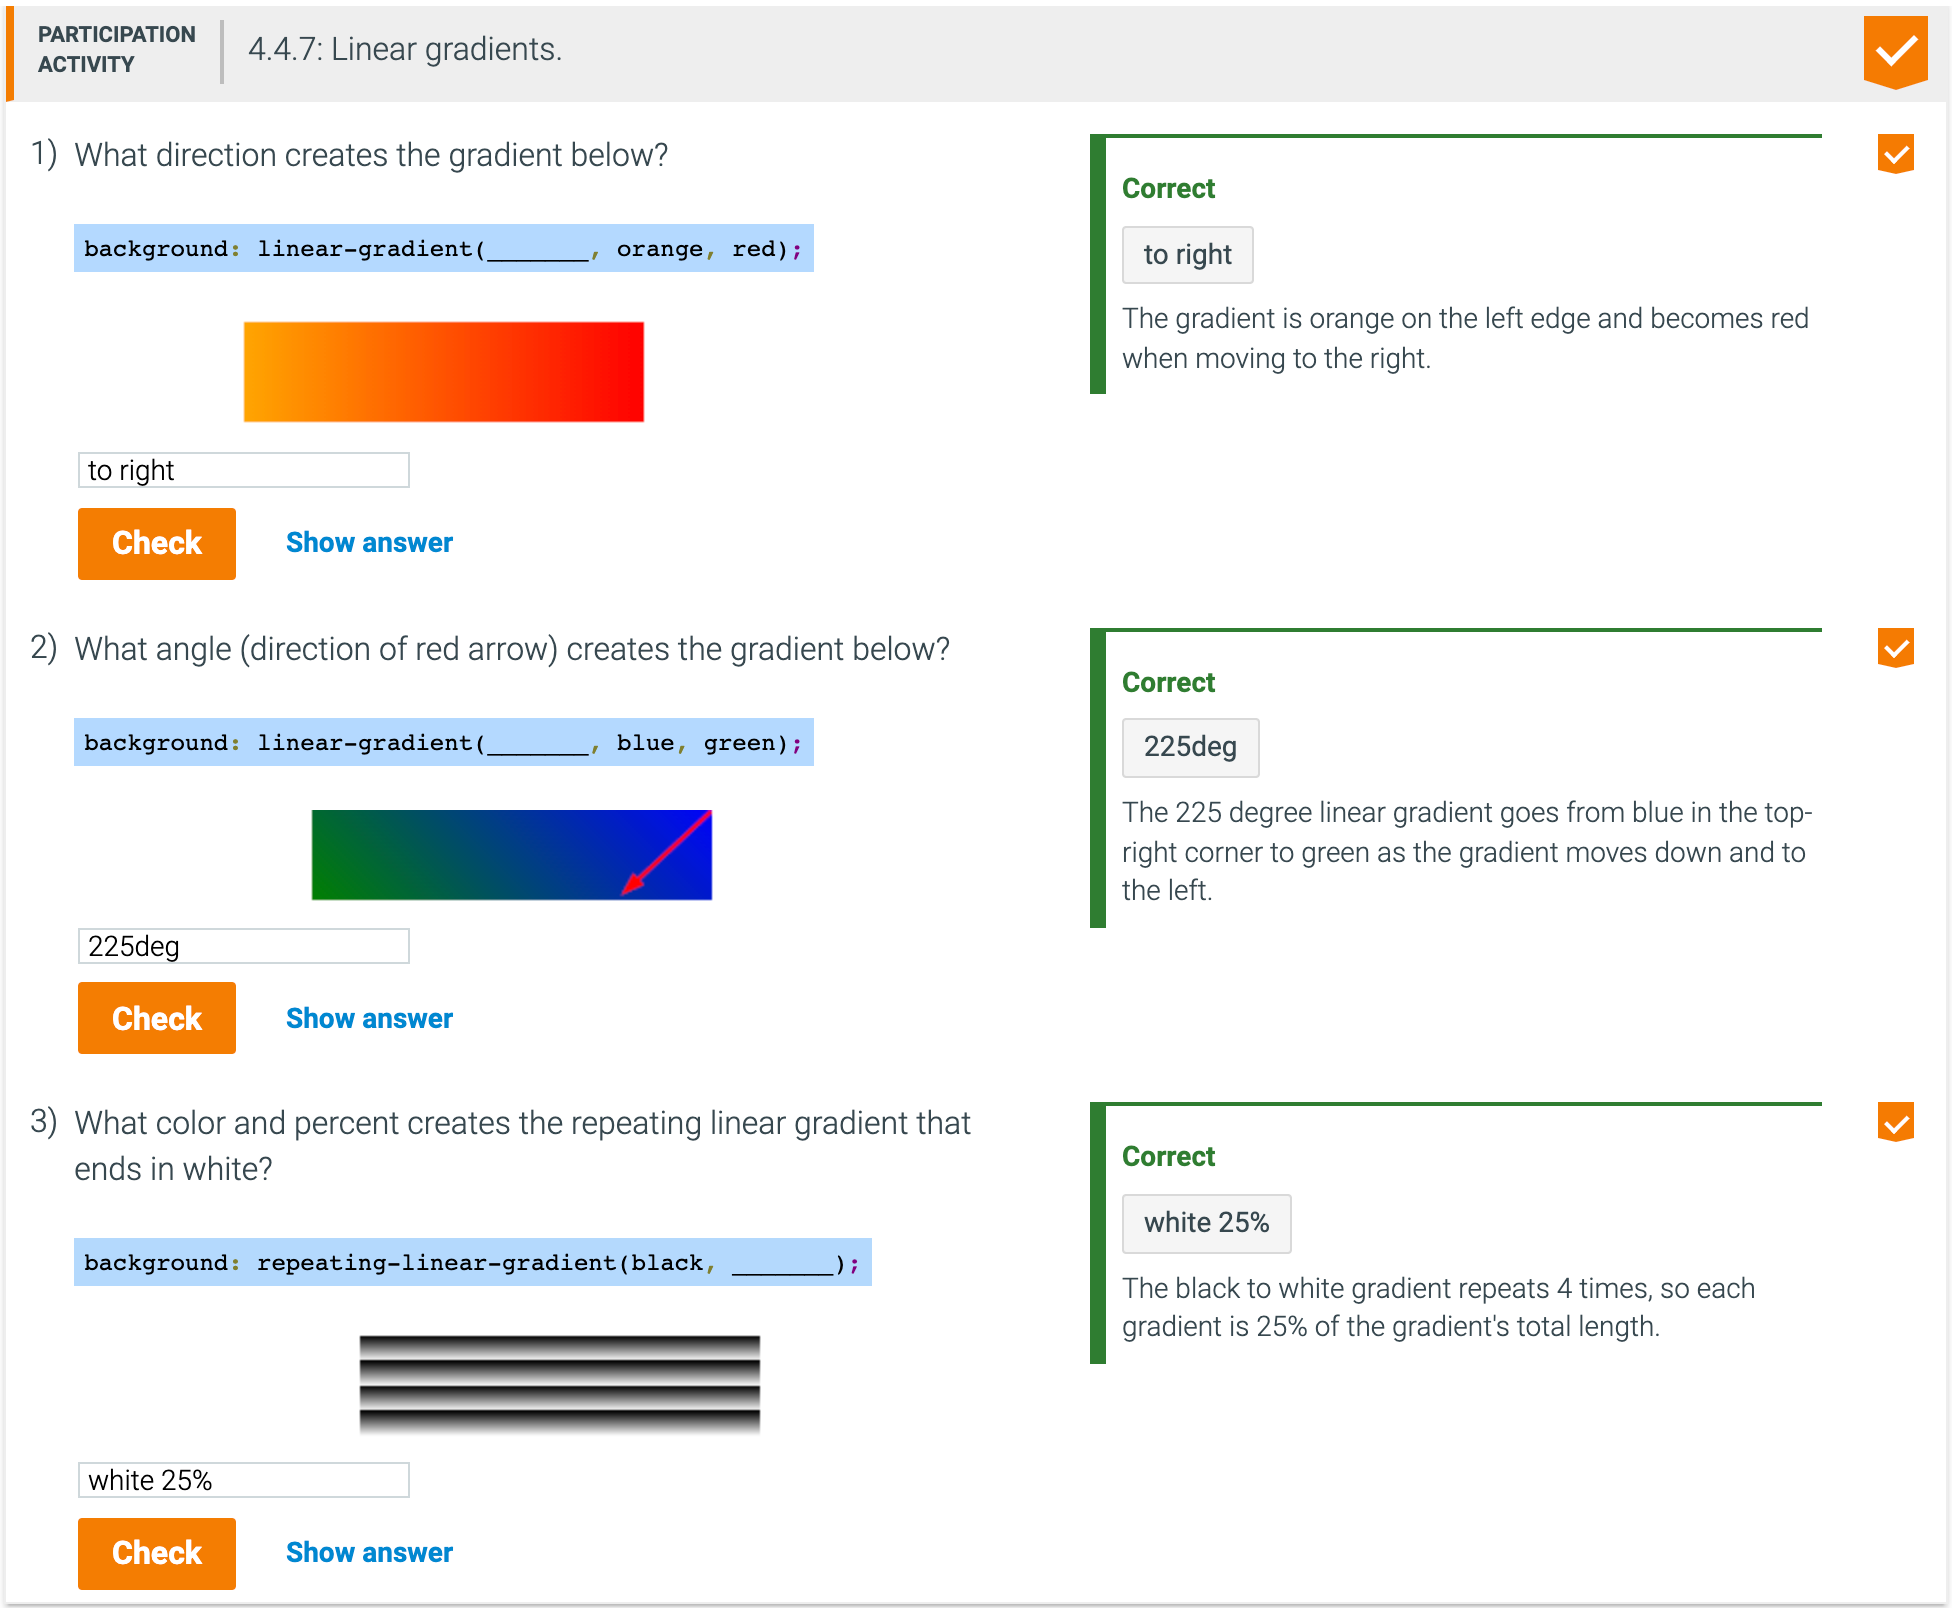 PARTICIPATION
ACTIVITY
4.4.7: Linear gradients.
1) What direction creates the gradient below?
background: linear-gradient(_______, orange, red);
to right
Check
Show answer
Correct
to right
The gradient is orange on the left edge and becomes red
when moving to the right.
2) What angle (direction of red arrow) creates the gradient below?
background: linear-gradient(_______, blue, green);
225deg
Check
Show answer
Correct
225deg
The 225 degree linear gradient goes from blue in the top-
right corner to green as the gradient moves down and to
the left.
3) What color and percent creates the repeating linear gradient that
ends in white?
background: repeating-linear-gradient(black, _______);
white 25%
Check
Show answer
Correct
white 25%
The black to white gradient repeats 4 times, so each
gradient is 25% of the gradient's total length.